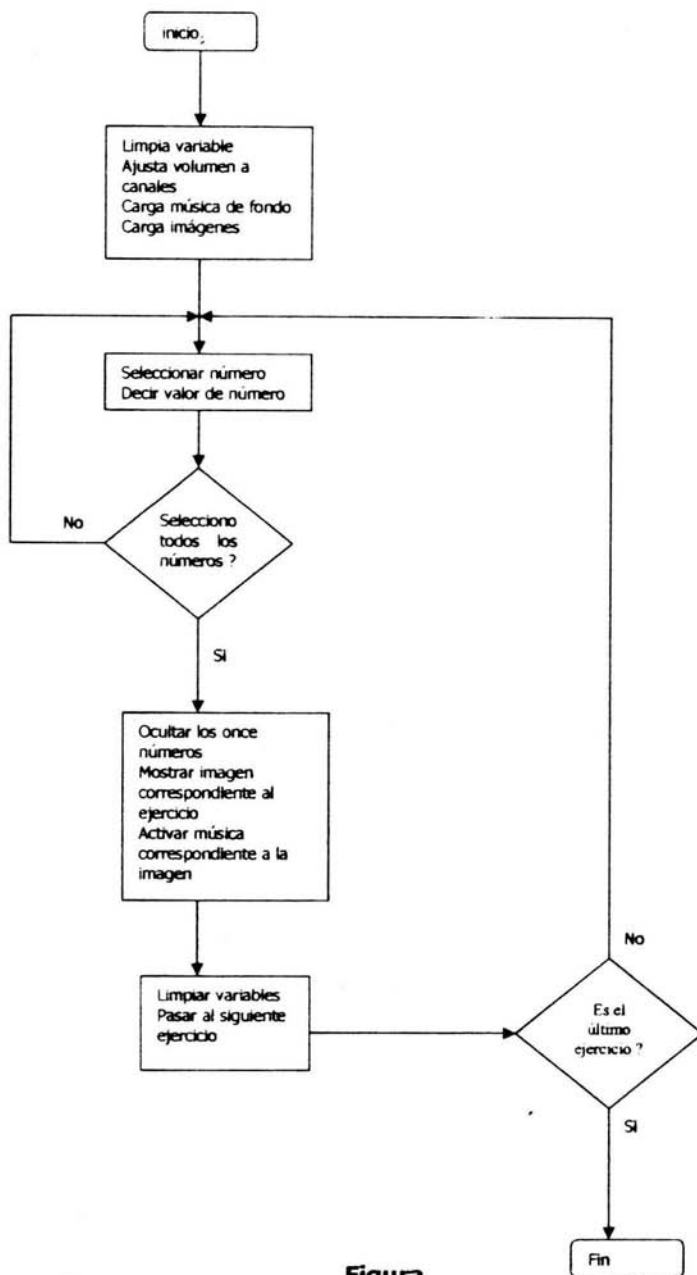 inicio;
Limpia variable
Ajusta volumen a
canales
Carga música de fondo
Carga imágenes
Seleccionar número
Decir valor de número
No
Selecciono
todos los
números ?
Si
Ocultar los once
números
Mostrar imagen
correspondiente al
ejercicio
Activar música
correspondiente a la
imagen
Limpiar variables
Pasar al siguiente
ejercicio
No
Es el
último
ejercicio ?
Si
Fin
Figura